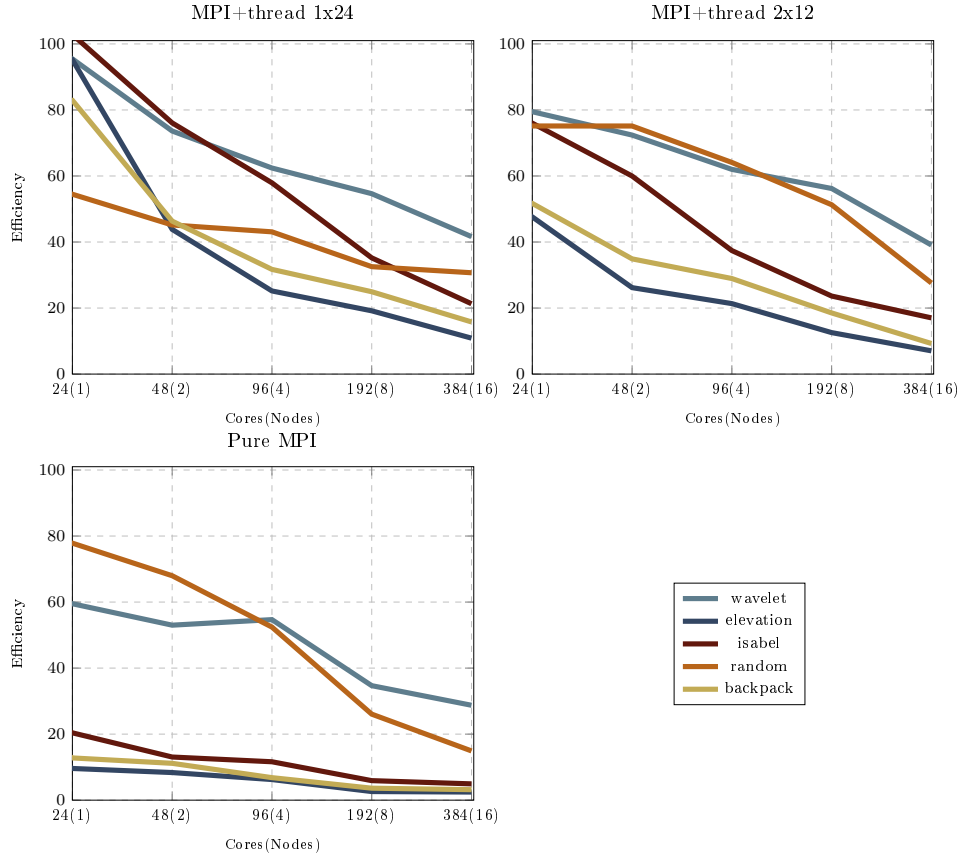 MPI+thread 1x24
100
80
60
40
20
0
Efficiency
24(1) 48(2) 96(4) 192(8) 384(16)
Cores(Nodes)
MPI+thread 2x12
100
80
60
40
20
0
24(1) 48(2) 96(4) 192(8) 384(16)
Cores(Nodes)
Pure MPI
100
80
60
40
20
0
Efficiency
24(1) 48(2) 96(4) 192(8) 384(16)
Cores(Nodes)
wavelet
elevation
isabel
random
backpack